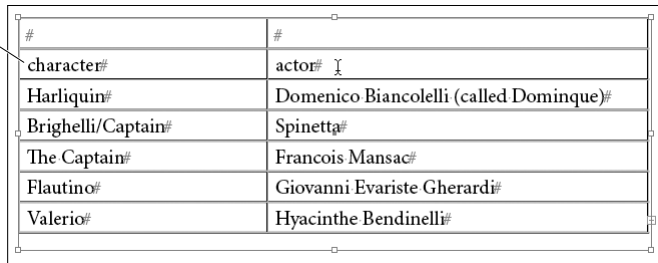 #	#
character#	actor#
Harliquin#	Domenico Biancolelli (called Dominque)#
Brighelli/Captain#	Spinetta#
The Captain#	Francois Mansac#
Flautino#	Giovanni Evariste Gherardi#
Valerio#	Hyacinthe Bendinelli#